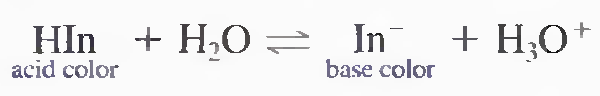 HIn + H₂O ⇌ In⁻ + H₃O⁺
acid color base color